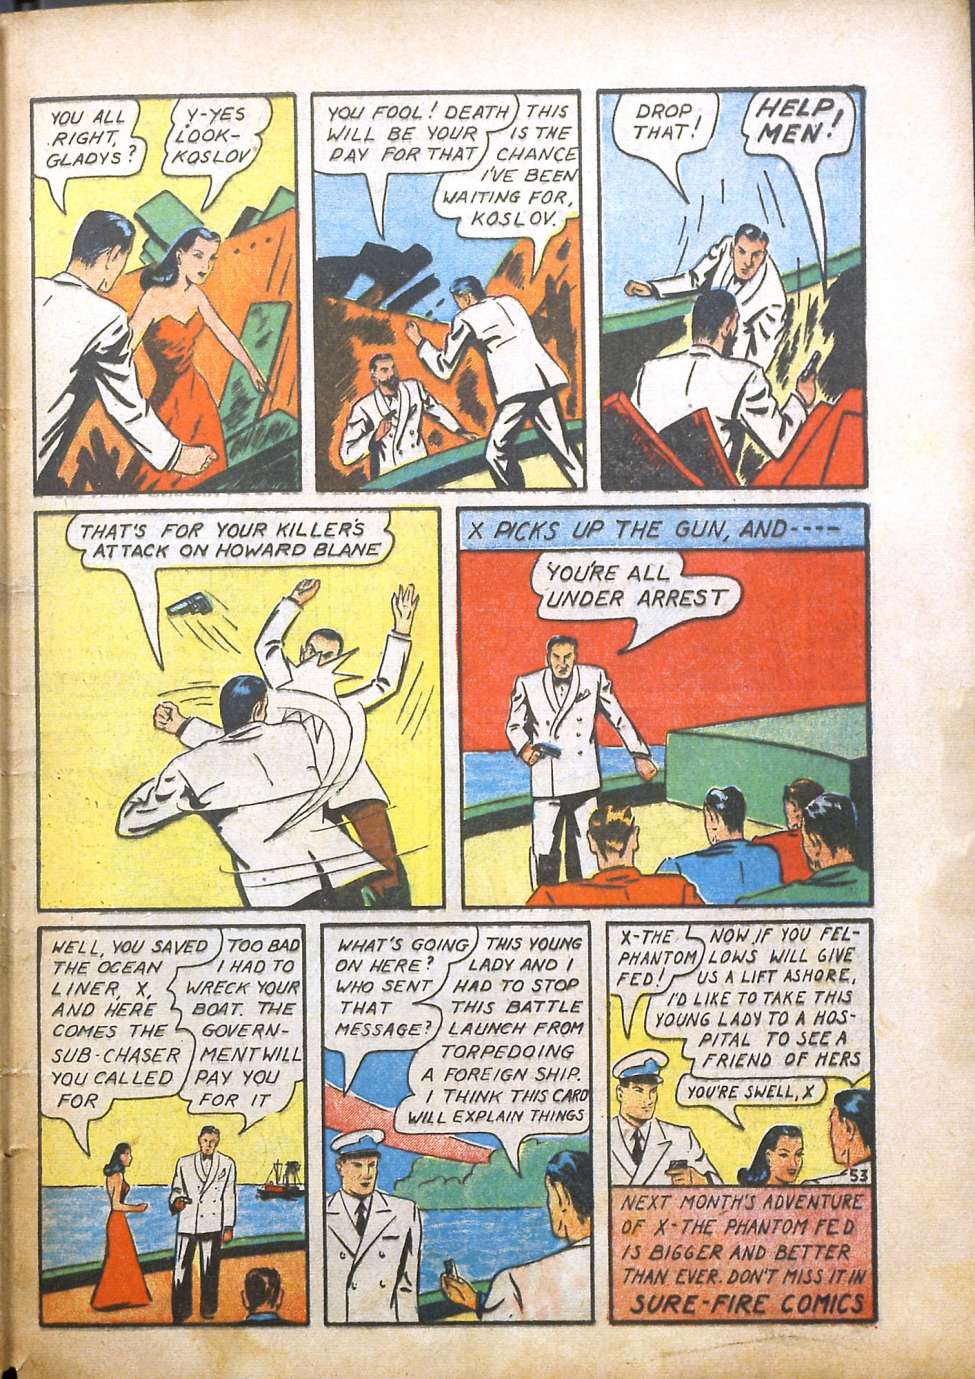 YOU ALL
RIGHT,
GLADYS?
Y-YES
LOOK-
KOSLOV
YOU FOOL! DEATH
WILL BE YOUR
DAY FOR THAT
THIS
IS THE
CHANCE
I'VE BEEN
WAITING FOR,
KOSLOV.
DROP
THAT!
HELP!
MEN!
THAT'S FOR YOUR KILLER'S
ATTACK ON HOWARD BLANE
X PICKS UP THE GUN, AND----
YOU'RE ALL
UNDER ARREST
WELL, YOU SAVED
THE OCEAN
LINER, X,
AND HERE
COMES THE
SUB-CHASER
YOU CALLED
FOR
TOO BAD
I HAD TO
WRECK YOUR
BOAT. THE
GOVERN-
MENT WILL
PAY YOU
FOR IT
WHAT'S GOING
ON HERE?
WHO SENT
THAT
MESSAGE?
THIS YOUNG
LADY AND I
HAD TO STOP
THIS BATTLE
LAUNCH FROM
TORPEDOING
A FOREIGN SHIP.
I THINK THIS CARD
WILL EXPLAIN THINGS
X-THE
PHANTOM
FED!
NOW IF YOU FEL-
LOWS WILL GIVE
US A LIFT ASHORE,
I'D LIKE TO TAKE THIS
YOUNG LADY TO A HOS-
PITAL TO SEE A
FRIEND OF HERS
YOU'RE SWELL, X
53
NEXT MONTH'S ADVENTURE
OF X-THE PHANTOM FED
IS BIGGER AND BETTER
THAN EVER. DON'T MISS IT IN
SURE-FIRE COMICS